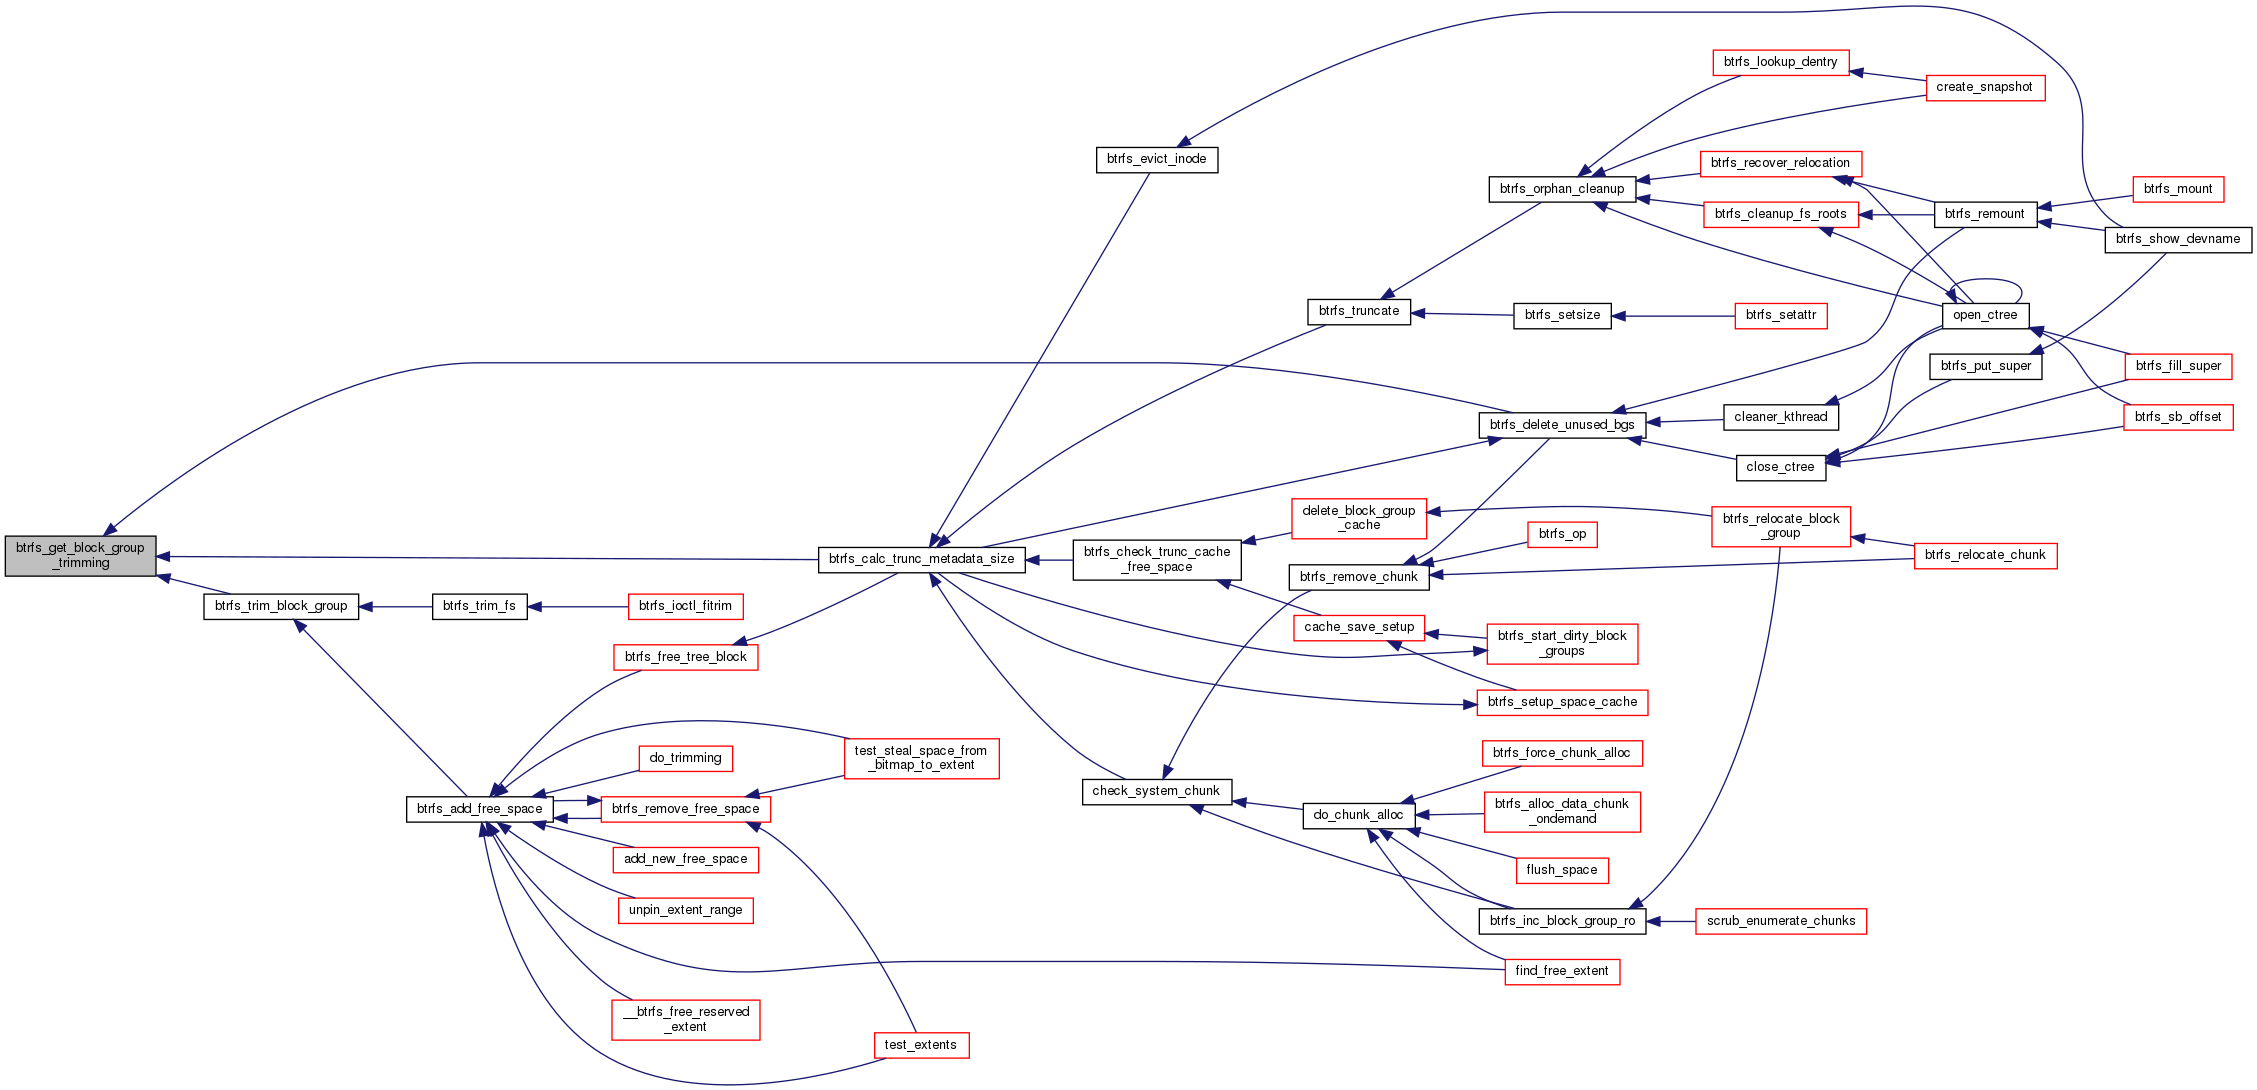 btrfs_lookup_dentry
create_snapshot
btrfs_evict_inode
btrfs_recover_relocation
btrfs_orphan_cleanup
btrfs_mount
btrfs_cleanup_fs_roots
btrfs_remount
btrfs_show_devname
btrfs_truncate
btrfs_setsize
btrfs_setattr
open_ctree
btrfs_put_super
btrfs_fill_super
btrfs_delete_unused_bgs
cleaner_kthread
btrfs_sb_offset
close_ctree
delete_block_group
_cache
btrfs_relocate_block
_group
btrfs_op
btrfs_get_block_group
_trimming
btrfs_calc_trunc_metadata_size
btrfs_check_trunc_cache
_free_space
btrfs_relocate_chunk
btrfs_remove_chunk
btrfs_trim_block_group
btrfs_trim_fs
btrfs_ioctl_fitrim
cache_save_setup
btrfs_start_dirty_block
_groups
btrfs_free_tree_block
btrfs_setup_space_cache
test_steal_space_from
_bitmap_to_extent
do_trimming
btrfs_force_chunk_alloc
check_system_chunk
btrfs_add_free_space
btrfs_remove_free_space
do_chunk_alloc
btrfs_alloc_data_chunk
_ondemand
add_new_free_space
flush_space
unpin_extent_range
btrfs_inc_block_group_ro
scrub_enumerate_chunks
find_free_extent
__btrfs_free_reserved
_extent
test_extents